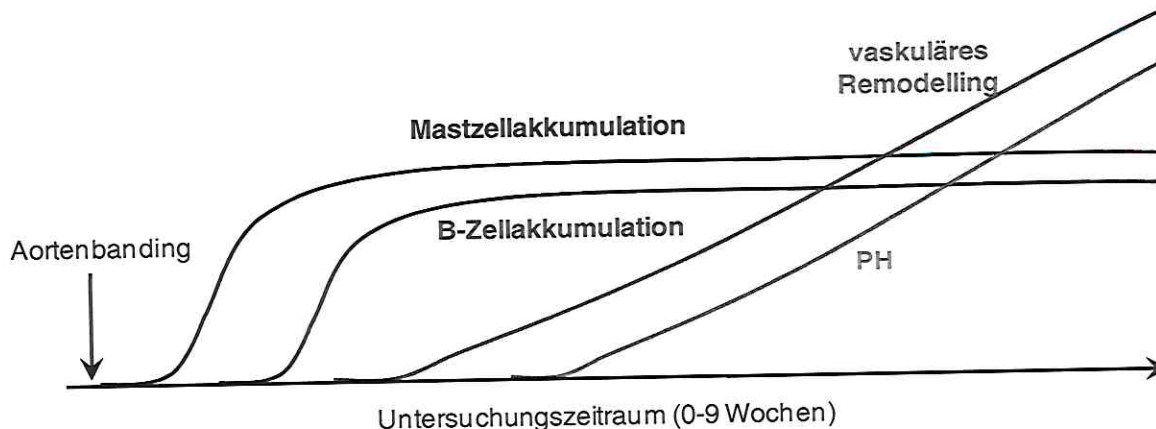 vaskuläres
Remodelling
Mastzellakkumulation
B-Zellakkumulation
Aortenbanding
PH
Untersuchungszeitraum (0-9 Wochen)